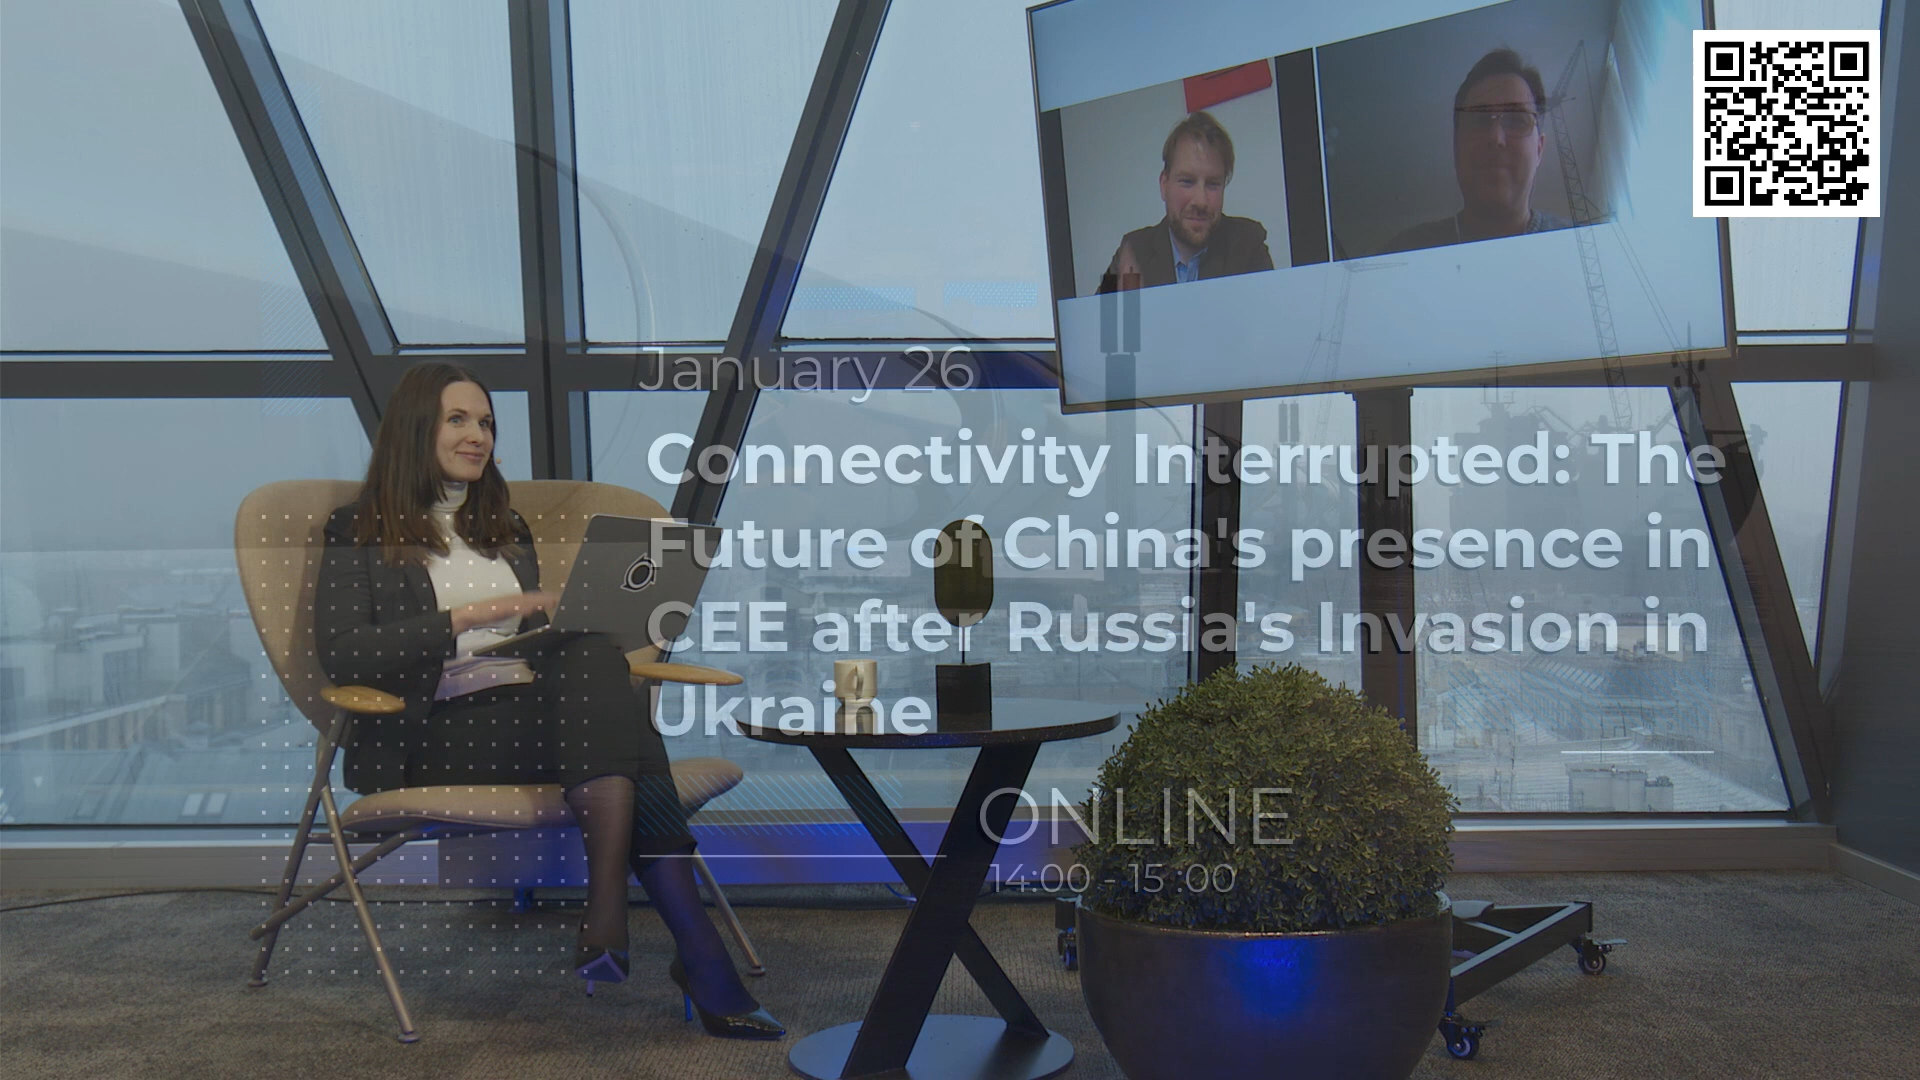 January 26
Connectivity Interrupted: The
Future of China's presence in
CEE after Russia's Invasion in
Ukraine
ONLINE
14:00 - 15 :00